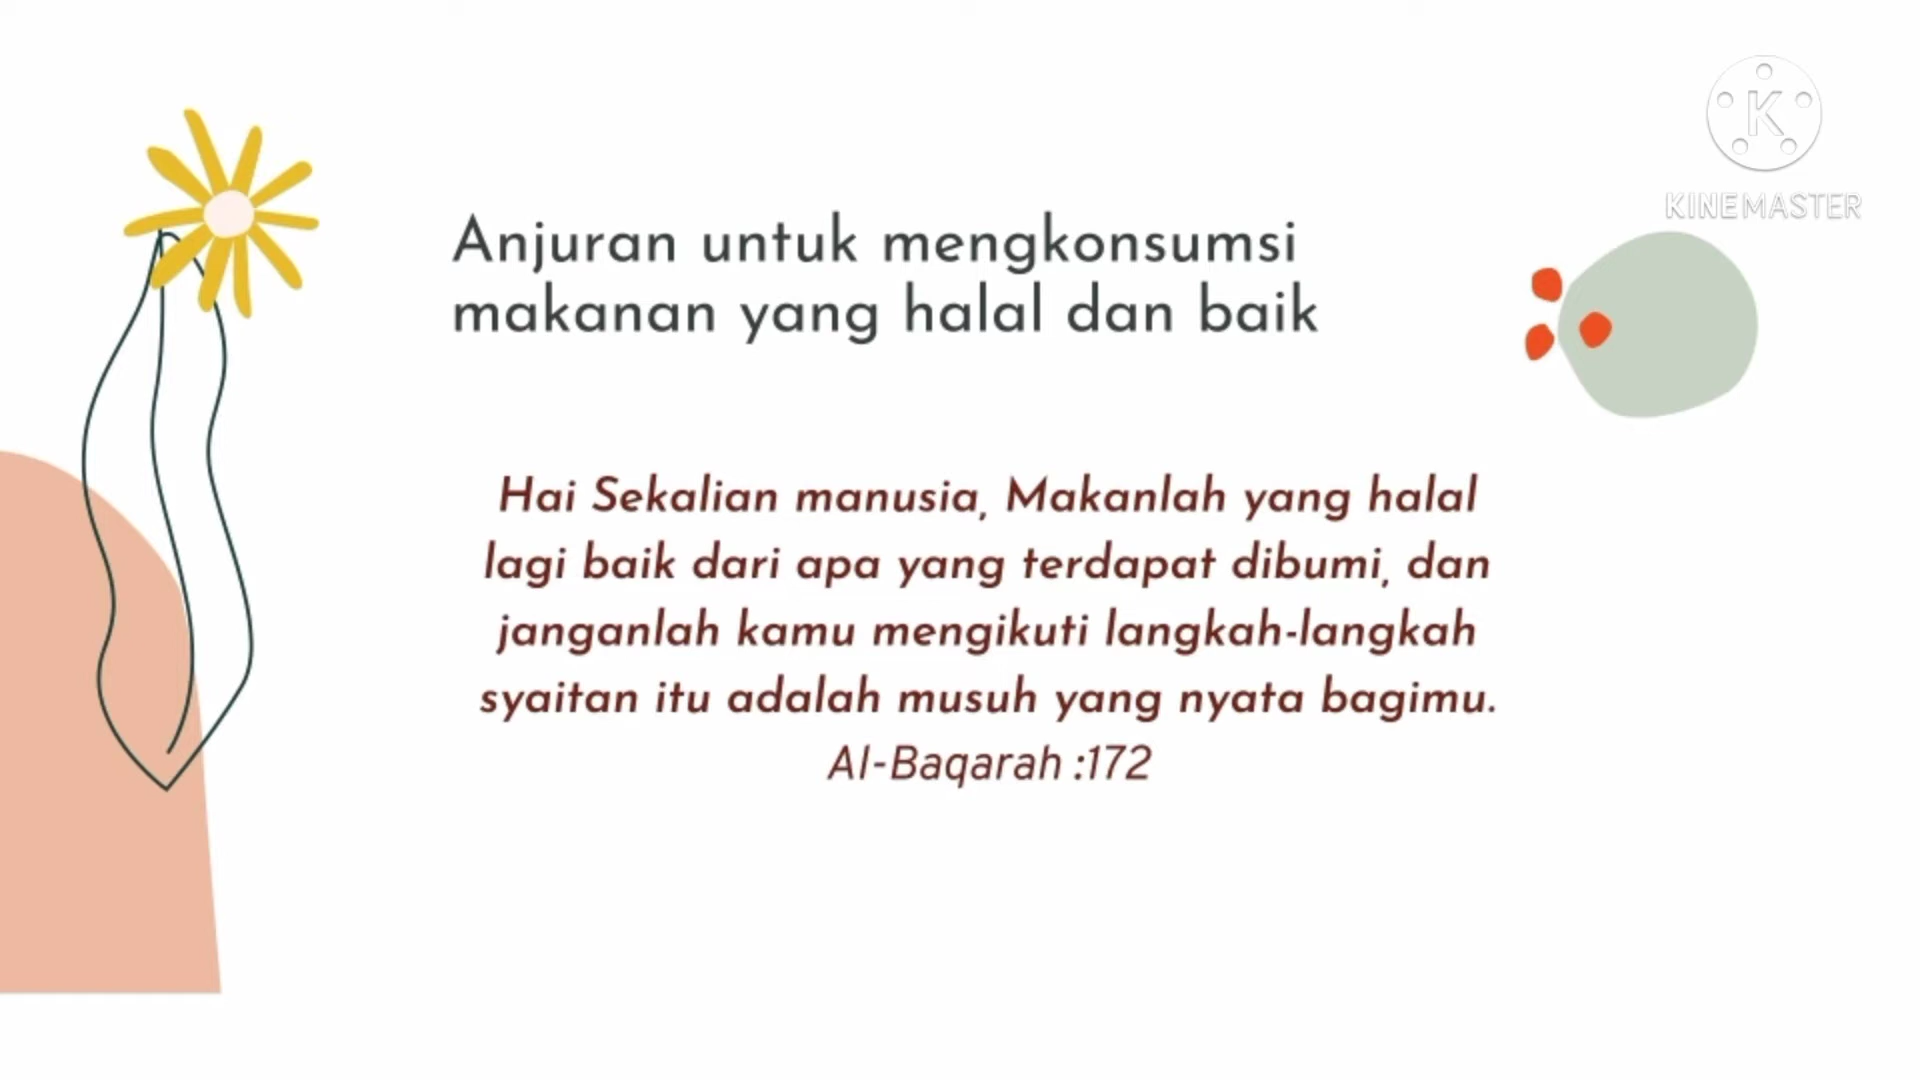 KINEMASTER
Anjuran untuk mengkonsumsi
makanan yang halal dan baik
Hai Sekalian manusia, Makanlah yang halal
lagi baik dari apa yang terdapat dibumi, dan
janganlah kamu mengikuti langkah-langkah
syaitan itu adalah musuh yang nyata bagimu.
Al-Baqarah :172